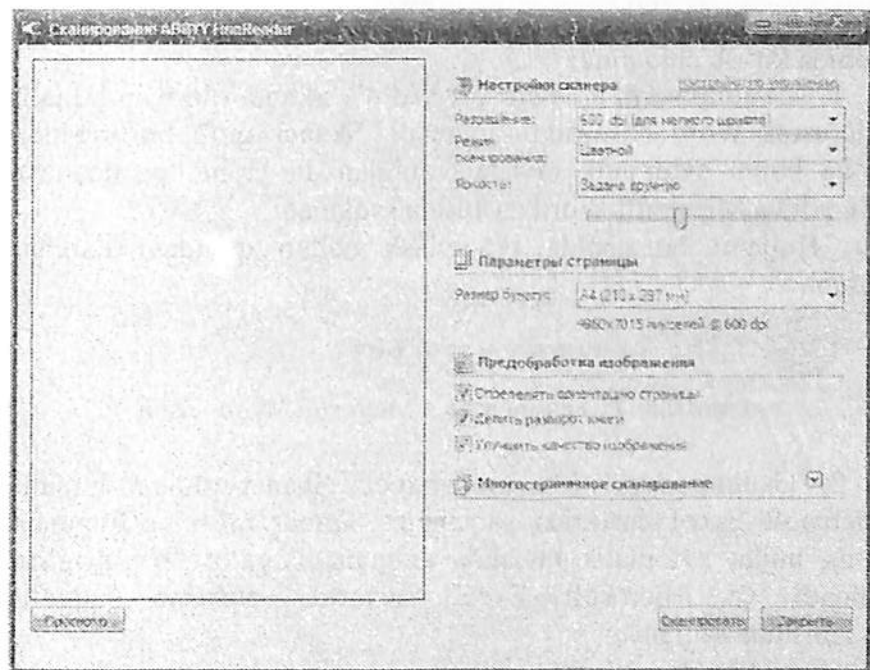 Сканирование ABBYY FineReader
Настройки сканера
Разрешение: 600 dpi (для мелкого шрифта)
Режим сканирования: Цветной
Яркость: Задана вручную
Параметры страницы
Размер бумаги: A4 (210 x 297 мм)
4960x7015 пикселей @ 600 dpi
Предобработка изображения
Определять ориентацию страницы
Делить разворот книги
Улучшить качество изображения
Многостраничное сканирование
Просмотр
Сканировать Закрыть